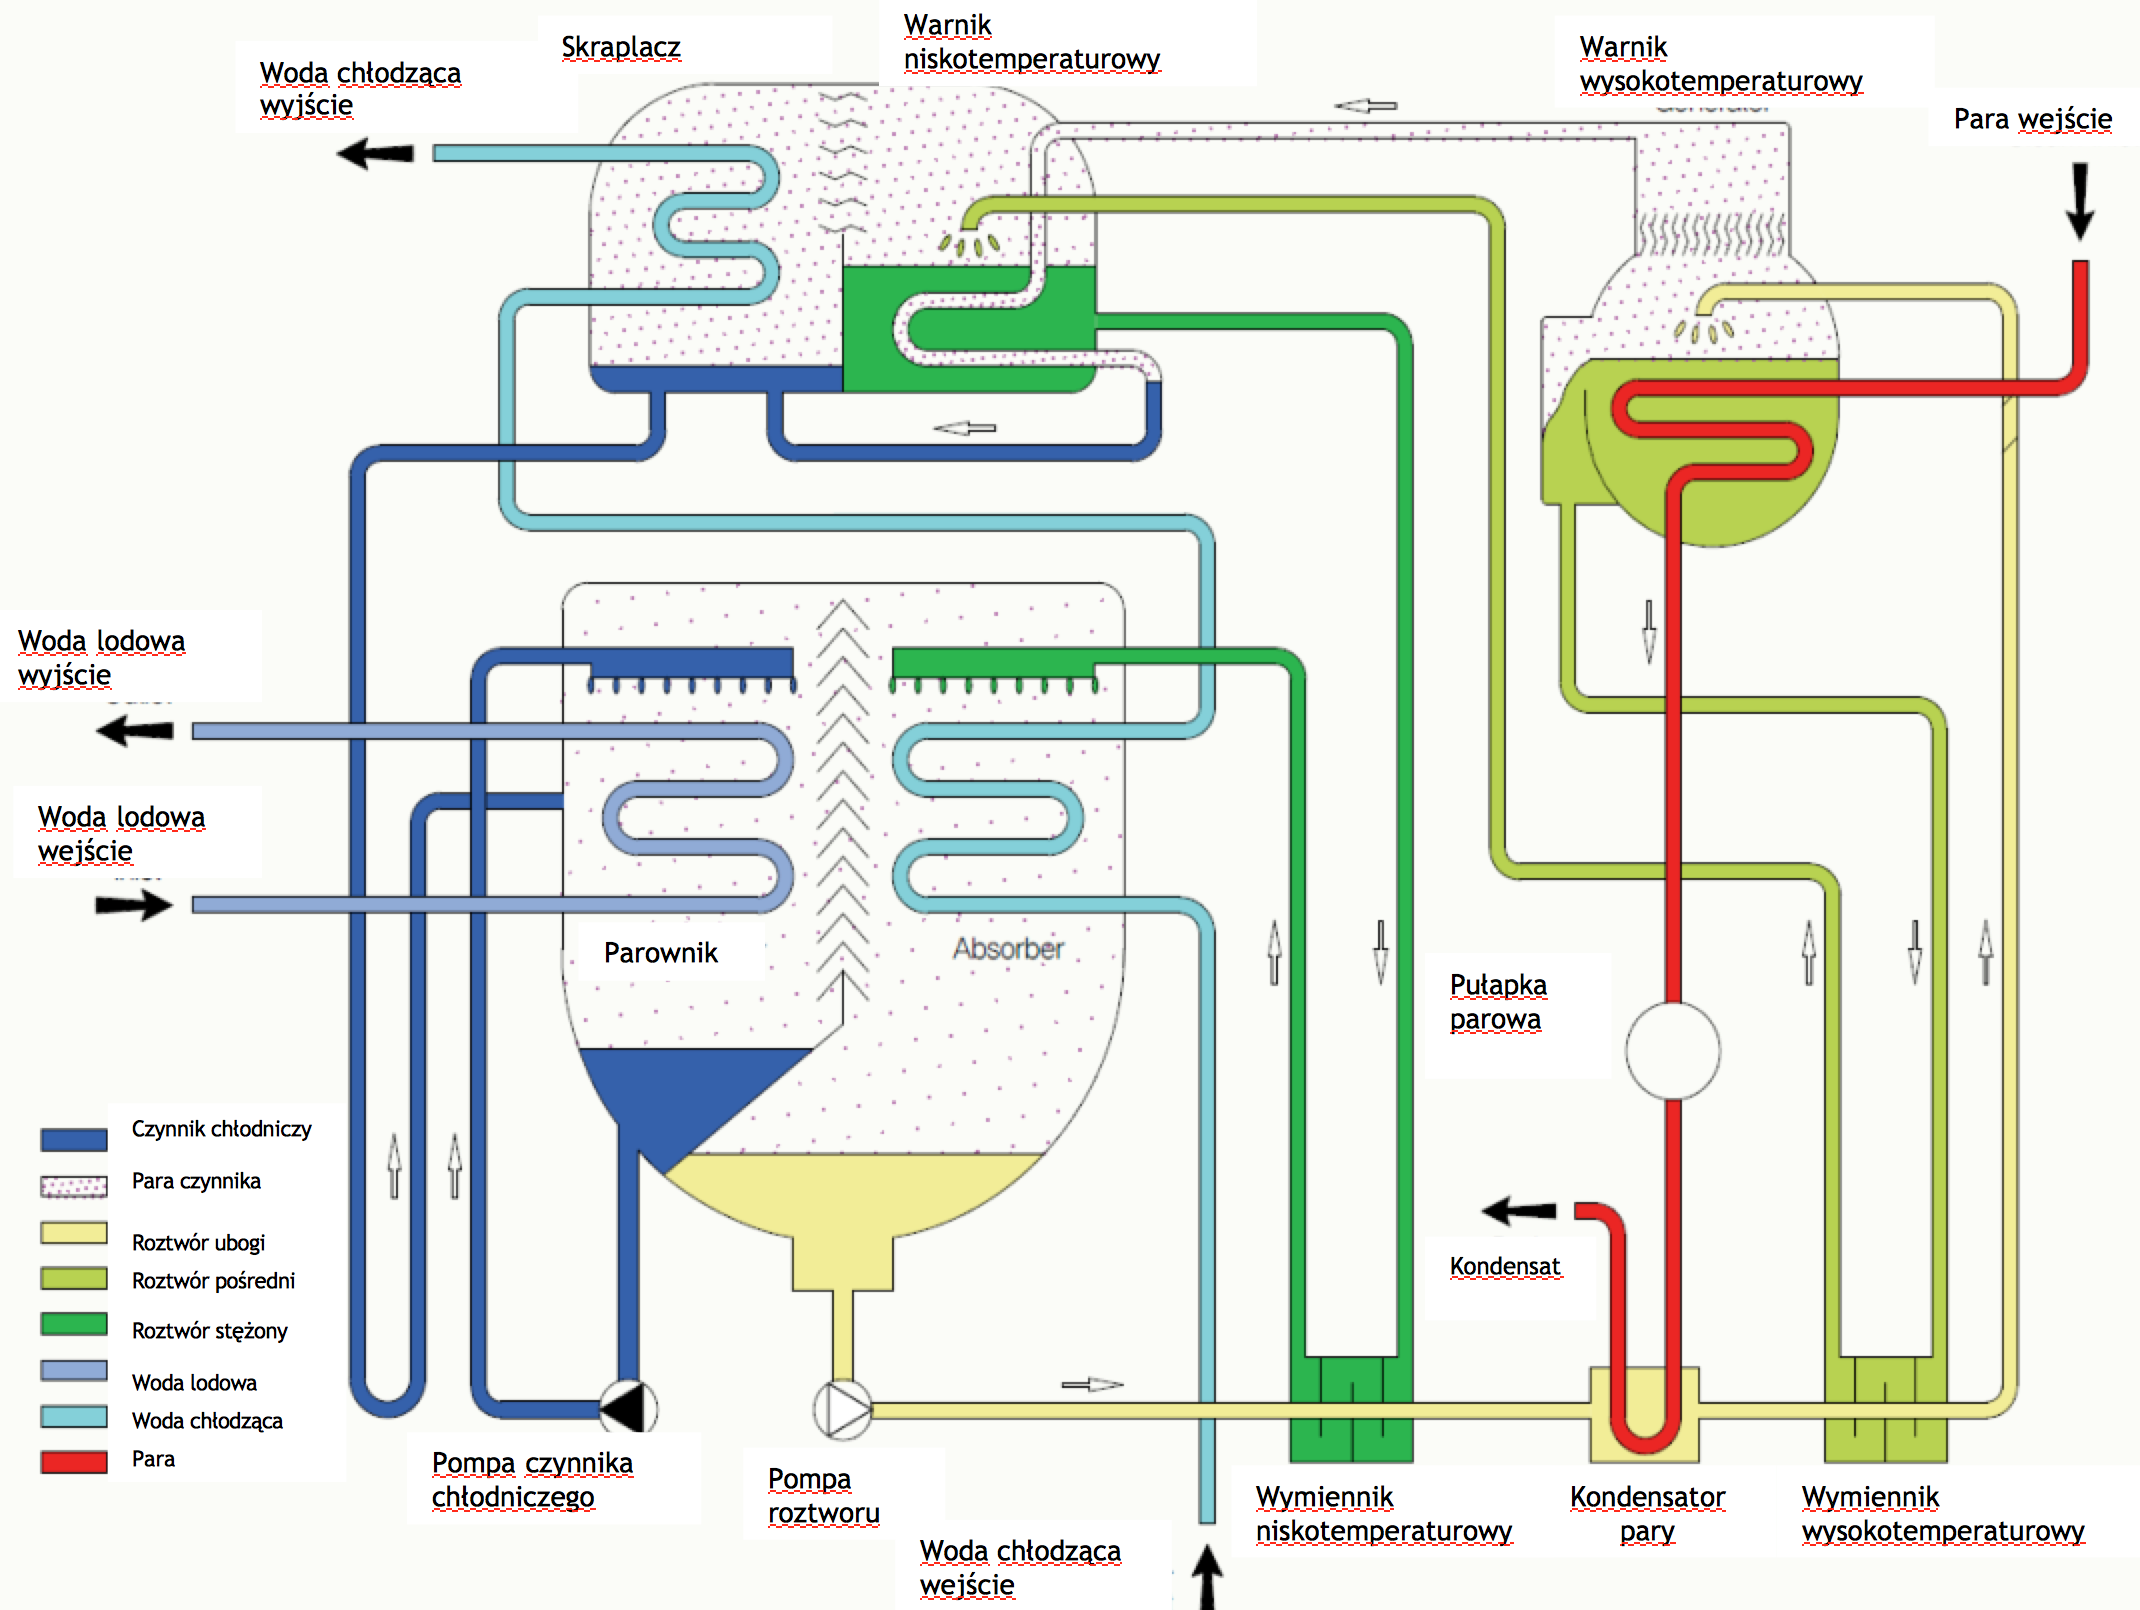 Skraplacz
Warnik
niskotemperaturowy
Warnik
wysokotemperaturowy
Woda chłodząca
wyjście
Para wejście
Woda lodowa
wyjście
Woda lodowa
wejście
Parownik
Absorber
Pułapka
parowa
Kondensat
Czynnik chłodniczy
Para czynnika
Roztwór ubogi
Roztwór pośredni
Roztwór stężony
Woda lodowa
Woda chłodząca
Para
Pompa czynnika
chłodniczego
Pompa
roztworu
Woda chłodząca
wejście
Wymiennik
niskotemperaturowy
Kondensator
pary
Wymiennik
wysokotemperaturowy